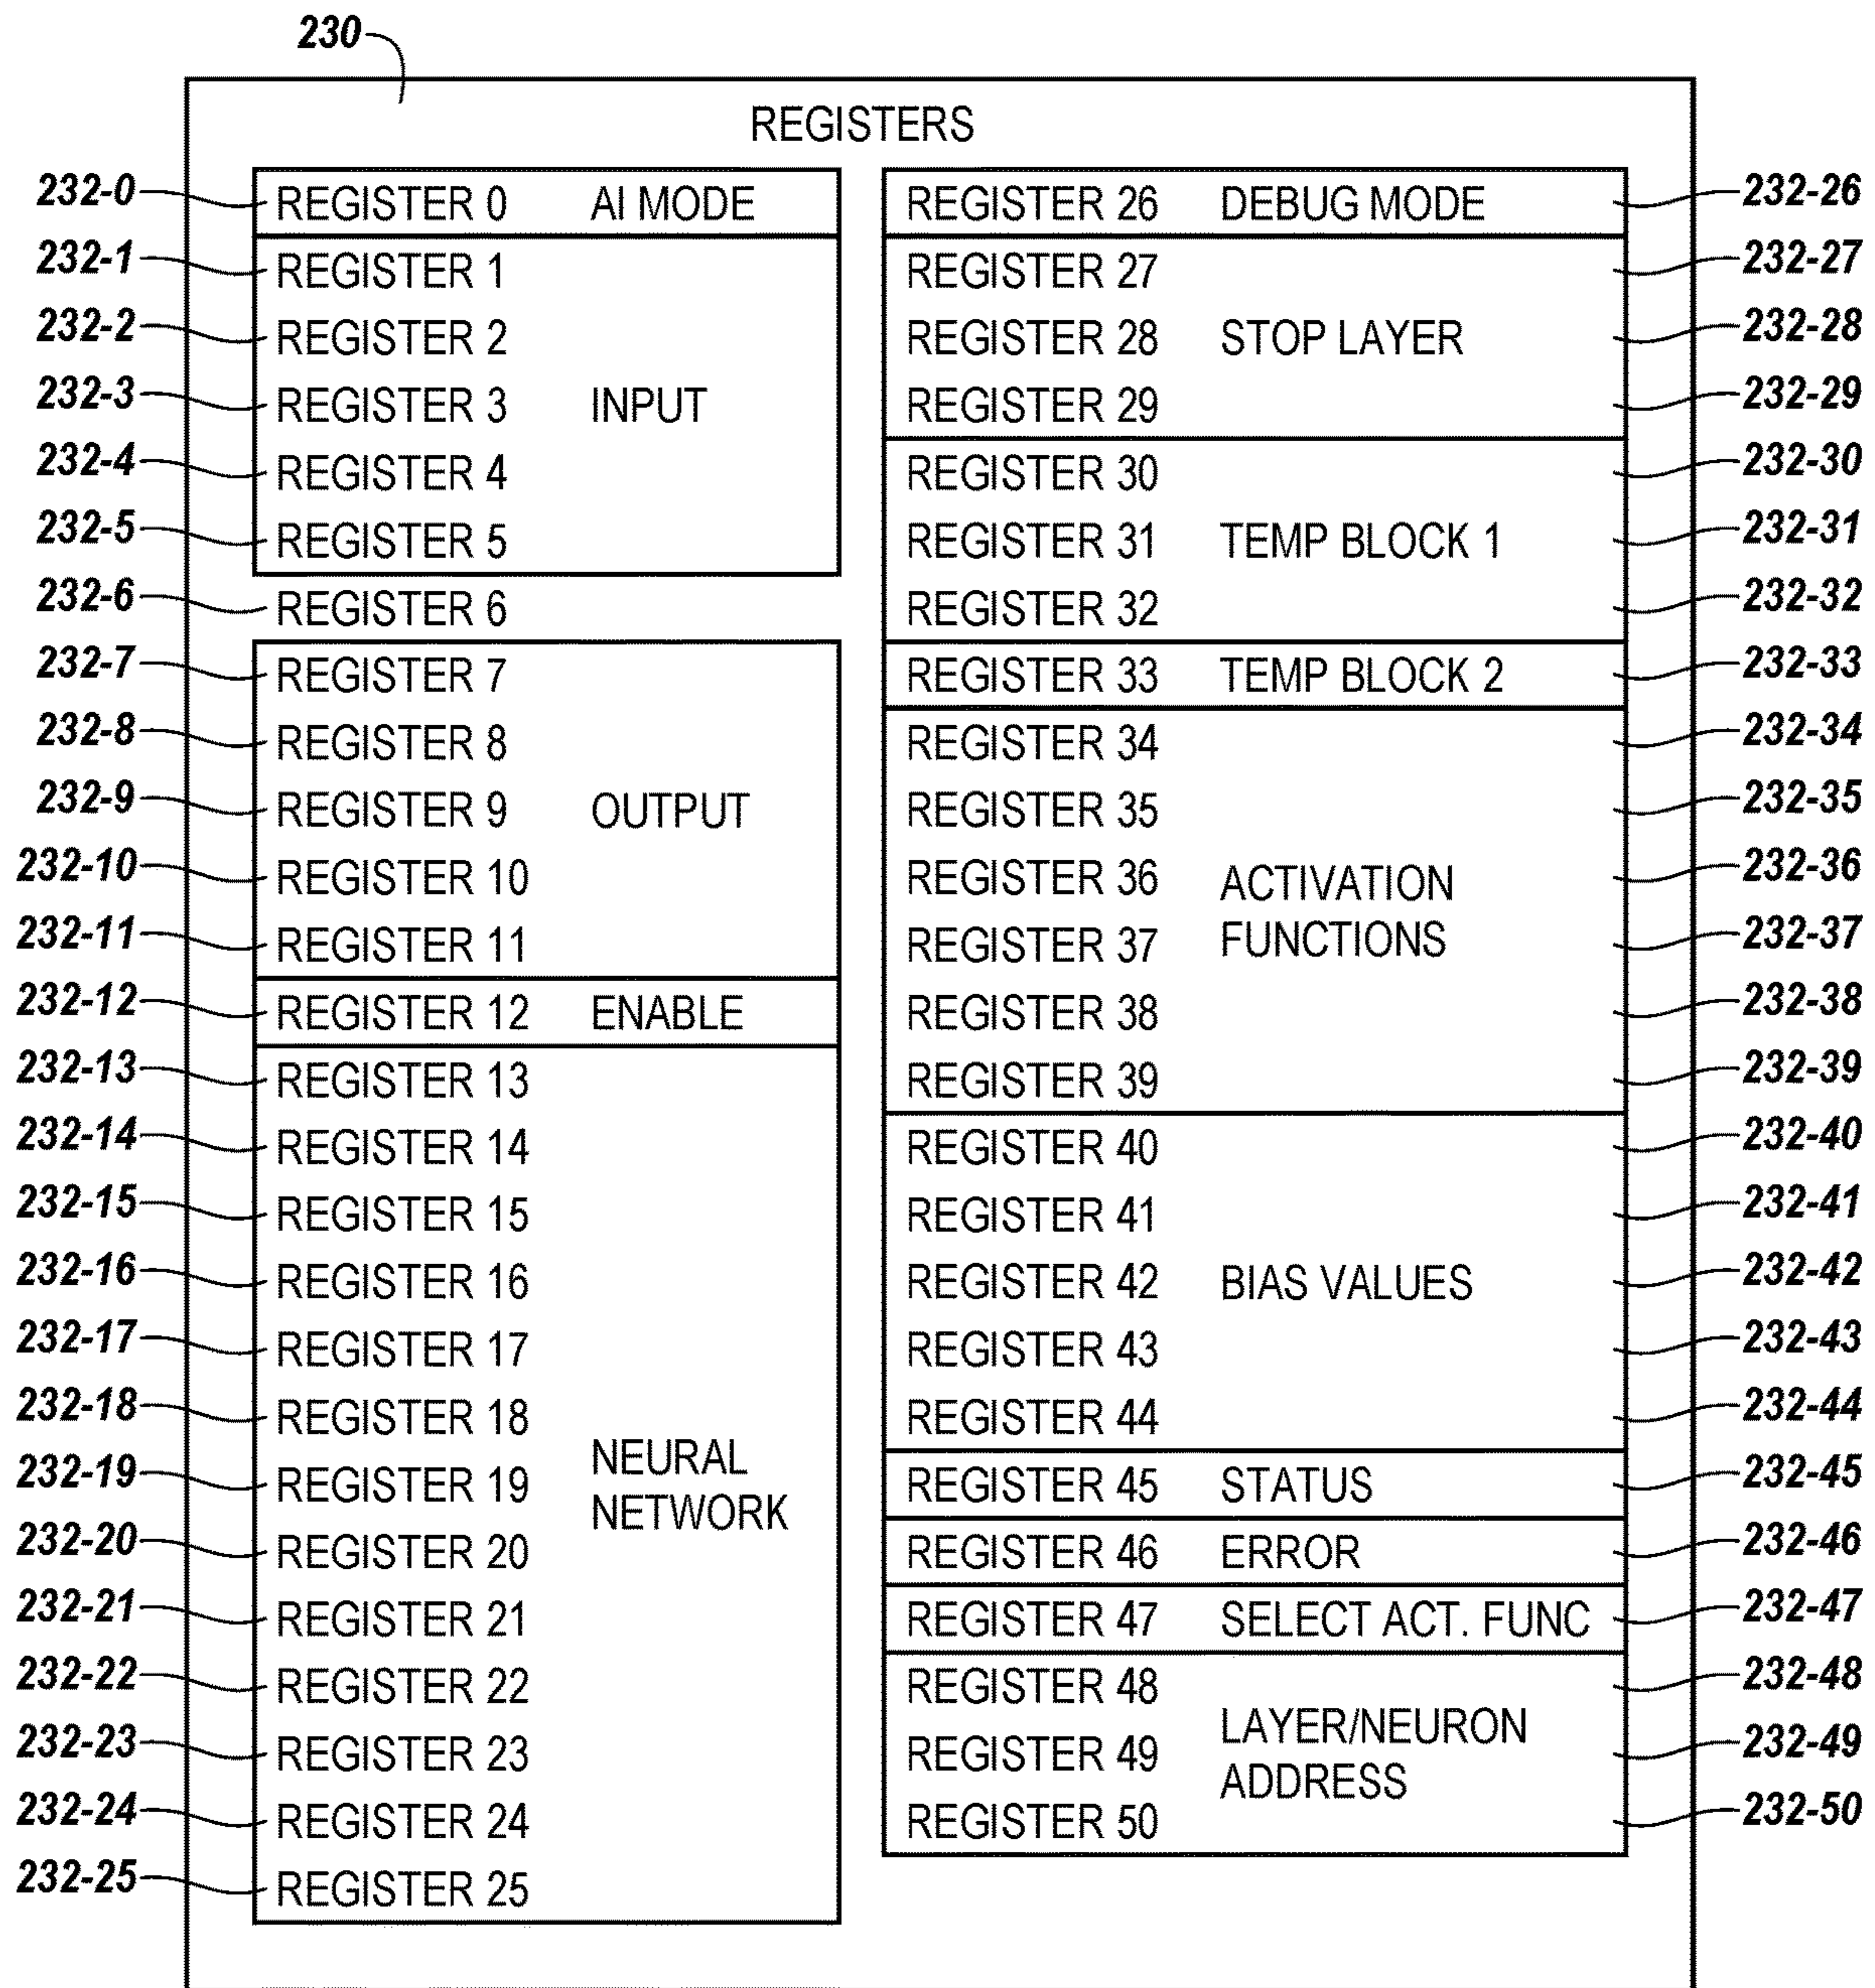 230
REGISTERS
232-0 REGISTER 0 AI MODE
232-1 REGISTER 1
232-2 REGISTER 2
232-3 REGISTER 3 INPUT
232-4 REGISTER 4
232-5 REGISTER 5
232-6 REGISTER 6
232-7 REGISTER 7
232-8 REGISTER 8
232-9 REGISTER 9 OUTPUT
232-10 REGISTER 10
232-11 REGISTER 11
232-12 REGISTER 12 ENABLE
232-13 REGISTER 13
232-14 REGISTER 14
232-15 REGISTER 15
232-16 REGISTER 16
232-17 REGISTER 17
232-18 REGISTER 18
NEURAL
232-19 REGISTER 19
NETWORK
232-20 REGISTER 20
232-21 REGISTER 21
232-22 REGISTER 22
232-23 REGISTER 23
232-24 REGISTER 24
232-25 REGISTER 25
REGISTER 26 DEBUG MODE 232-26
REGISTER 27 232-27
REGISTER 28 STOP LAYER 232-28
REGISTER 29 232-29
REGISTER 30 232-30
REGISTER 31 TEMP BLOCK 1 232-31
REGISTER 32 232-32
REGISTER 33 TEMP BLOCK 2 232-33
REGISTER 34 232-34
REGISTER 35 232-35
REGISTER 36 ACTIVATION 232-36
REGISTER 37 FUNCTIONS 232-37
REGISTER 38 232-38
REGISTER 39 232-39
REGISTER 40 232-40
REGISTER 41 232-41
REGISTER 42 BIAS VALUES 232-42
REGISTER 43 232-43
REGISTER 44 232-44
REGISTER 45 STATUS 232-45
REGISTER 46 ERROR 232-46
REGISTER 47 SELECT ACT. FUNC 232-47
REGISTER 48 232-48
LAYER/NEURON
REGISTER 49 232-49
ADDRESS
REGISTER 50 232-50